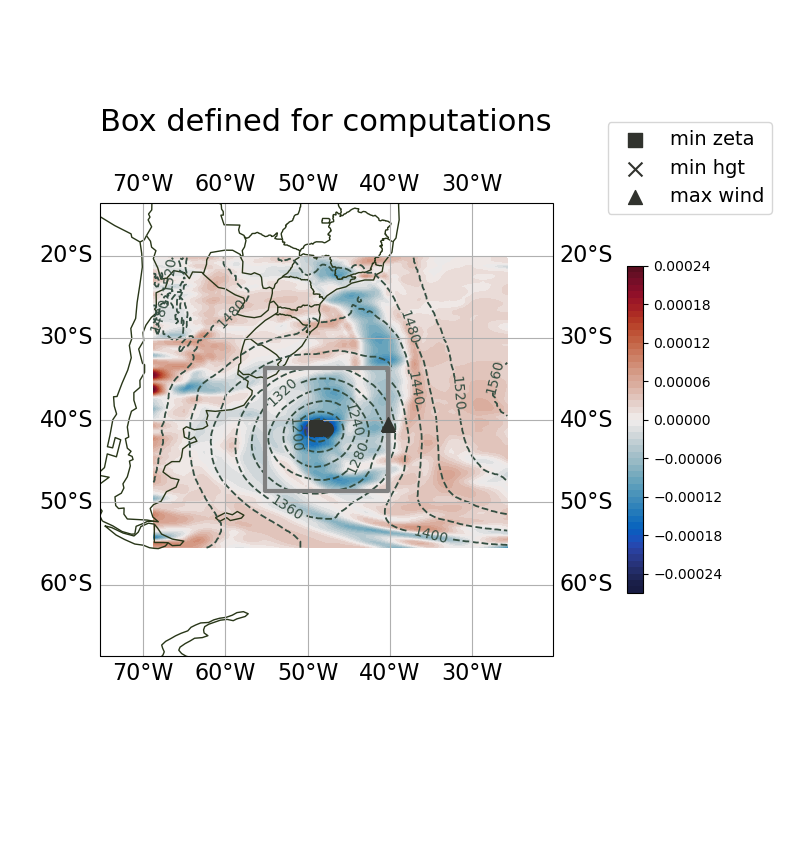 Box defined for computations
min zeta
min hgt
max wind
70°W 60°W 50°W 40°W 30°W
20°S 20°S
30°S 30°S
40°S 40°S
50°S 50°S
60°S 60°S
70°W 60°W 50°W 40°W 30°W
1520
1480
1480
1480
1440
1520
1560
1320
1240
1280
1360
1400
0.00024
0.00018
0.00012
0.00006
0.00000
−0.00006
−0.00012
−0.00018
−0.00024